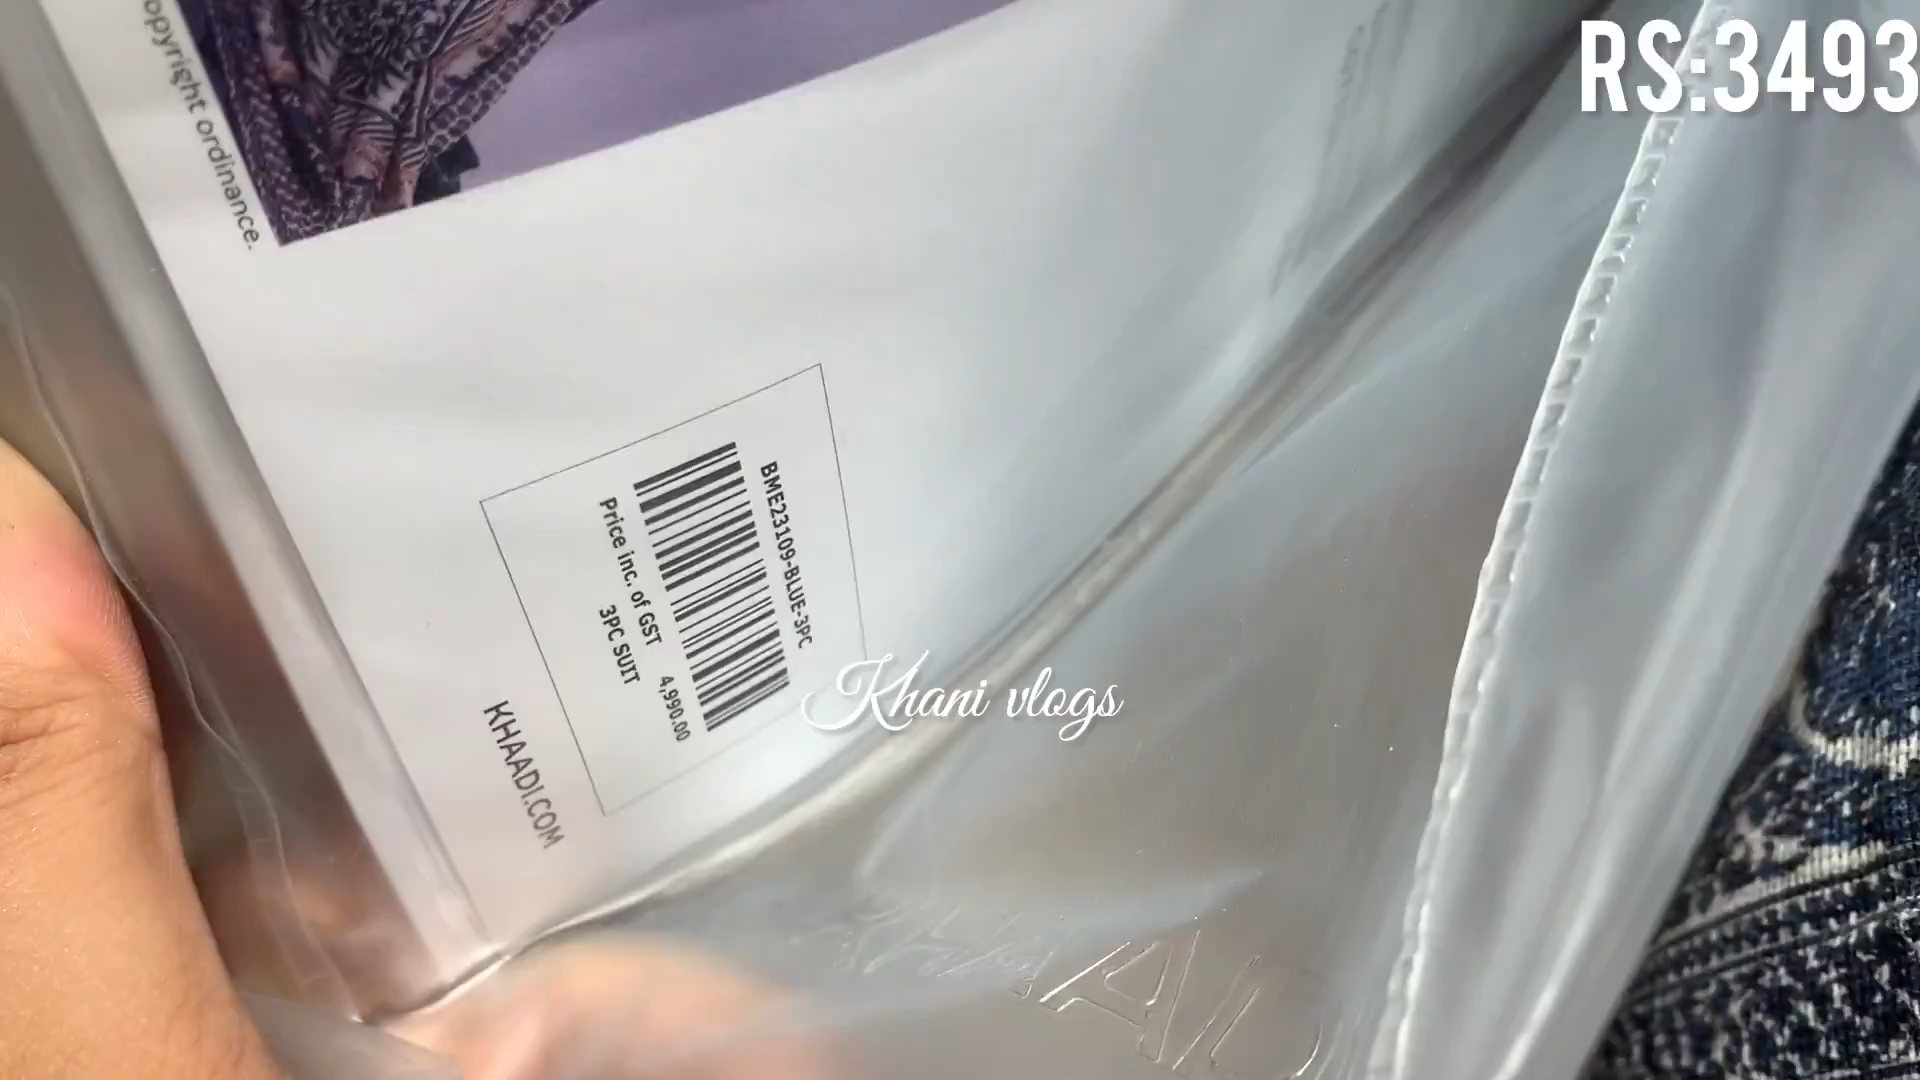 RS:3493
opyright ordinance.
BME23109-BLUE-3PC
Price inc. of GST 4,990.00
3PC SUIT
KHAADI.COM
Khani vlogs
KHAAD